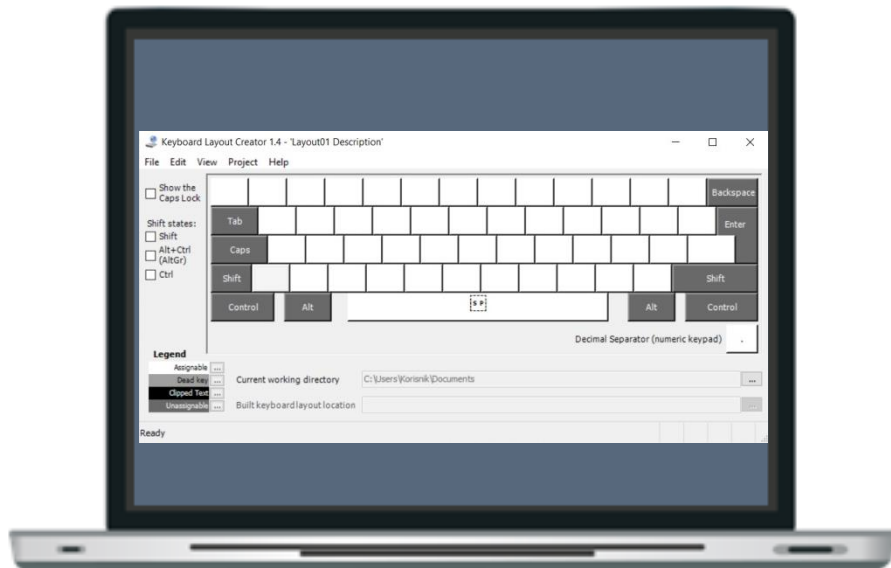 Keyboard Layout Creator 1.4 - 'Layout01 Description'
File Edit View Project Help
Show the
Caps Lock
Backspace
Shift states:
Tab
Enter
Shift
Alt+Ctrl
(AltGr)
Caps
Ctrl
Shift
Shift
Control
Alt
SP
Alt
Control
Decimal Separator (numeric keypad)
.
Legend
Assignable ...
Dead key ...
Current working directory
C:\Users\Korisnik\Documents
...
Clipped Text ...
Unassignable ...
Built keyboard layout location
...
Ready